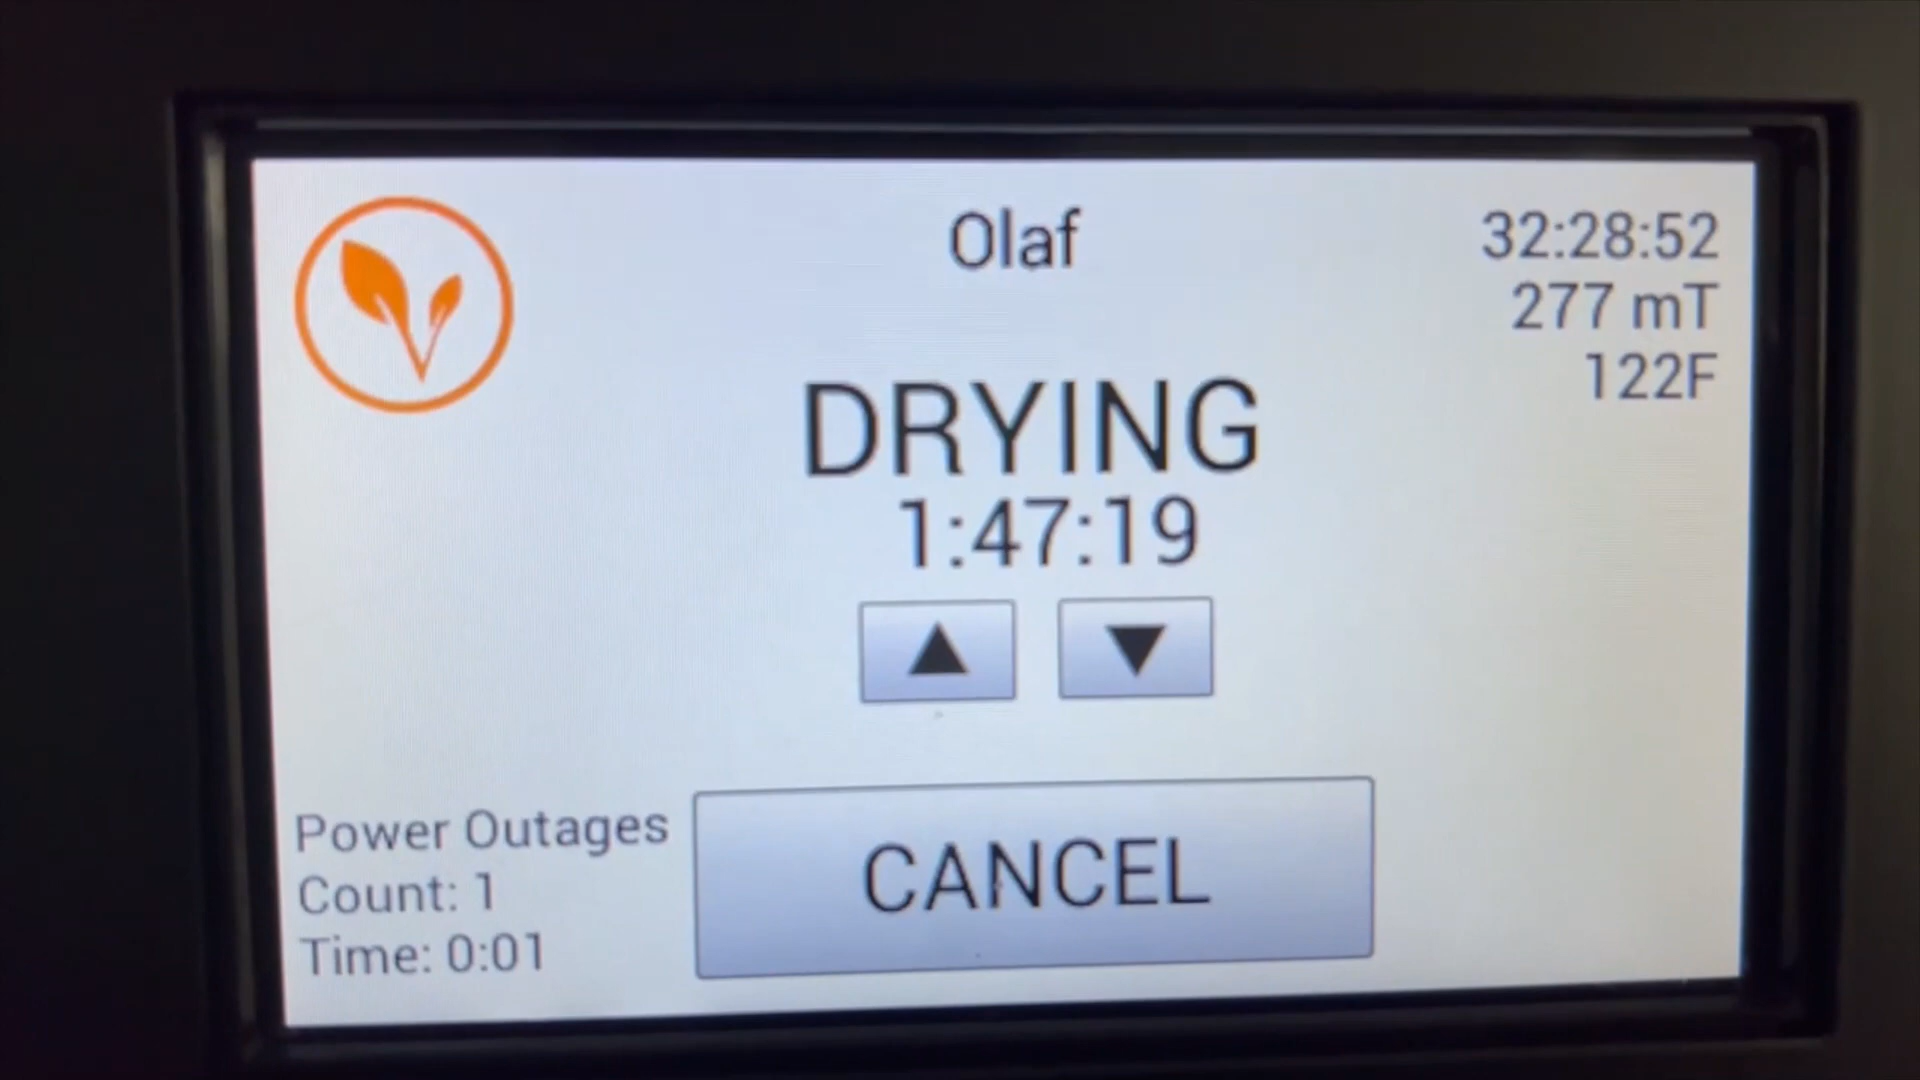 Olaf
32:28:52
277 mT
122F
DRYING
1:47:19
Power Outages
Count: 1
Time: 0:01
CANCEL